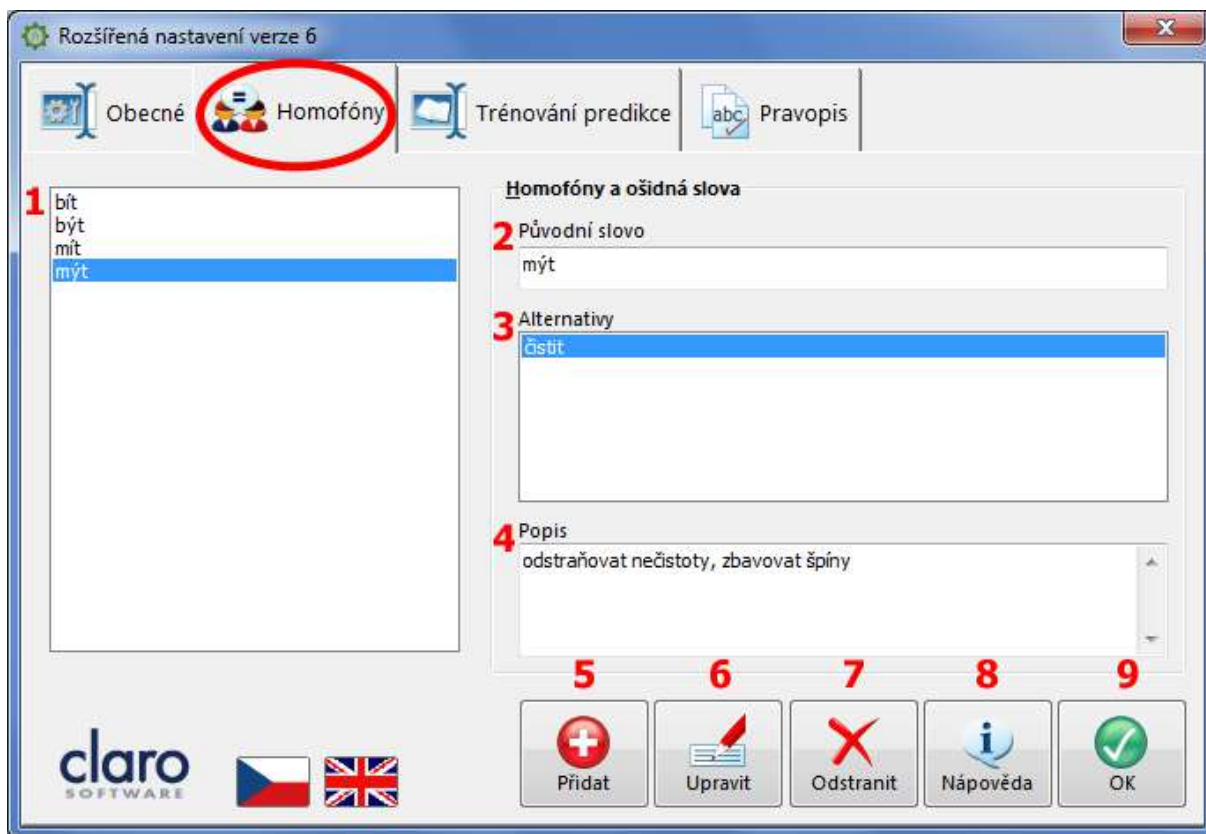 Rozšířená nastavení verze 6
Obecné
Homofóny
Trénování predikce
abc
Pravopis
1
bít
být
mít
mýt
Homofóny a ošidná slova
2
Původní slovo
mýt
3
Alternativy
čistit
4
Popis
odstraňovat nečistoty, zbavovat špíny
5 6 7 8 9
Přidat Upravit Odstranit Nápověda OK
claro
SOFTWARE